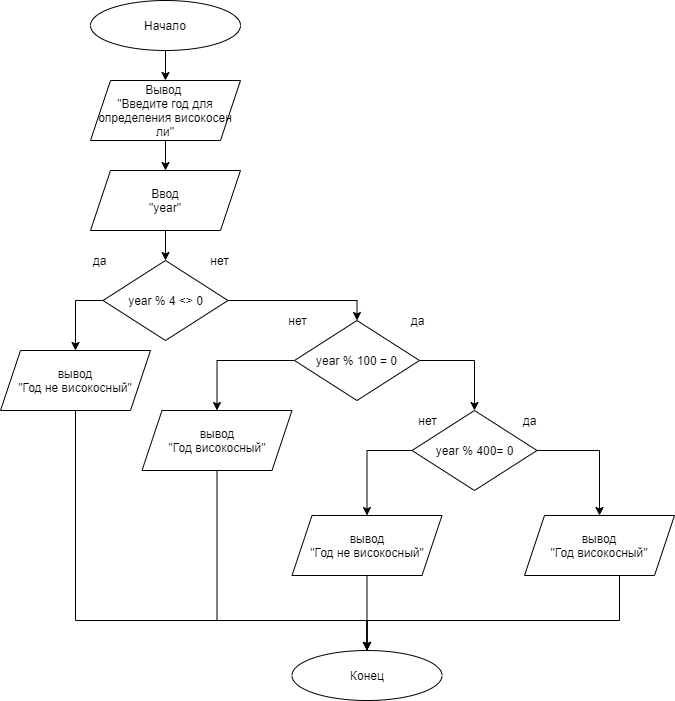 Начало
Вывод
"Введите год для
определения високосен
ли"
Ввод
"year"
да
нет
year % 4 <> 0
нет
да
вывод
"Год не високосный"
year % 100 = 0
вывод
"Год високосный"
нет
да
year % 400= 0
вывод
"Год не високосный"
вывод
"Год високосный"
Конец